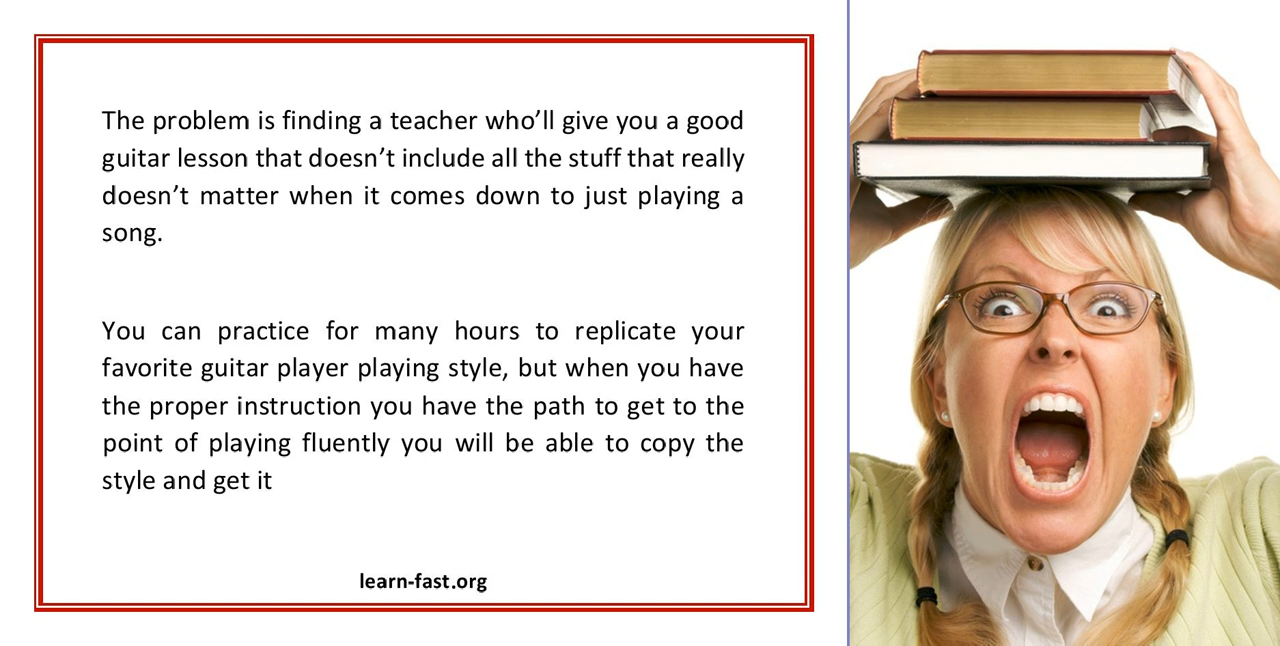 The problem is finding a teacher who’ll give you a good
guitar lesson that doesn’t include all the stuff that really
doesn’t matter when it comes down to just playing a
song.
You can practice for many hours to replicate your
favorite guitar player playing style, but when you have
the proper instruction you have the path to get to the
point of playing fluently you will be able to copy the
style and get it
learn-fast.org